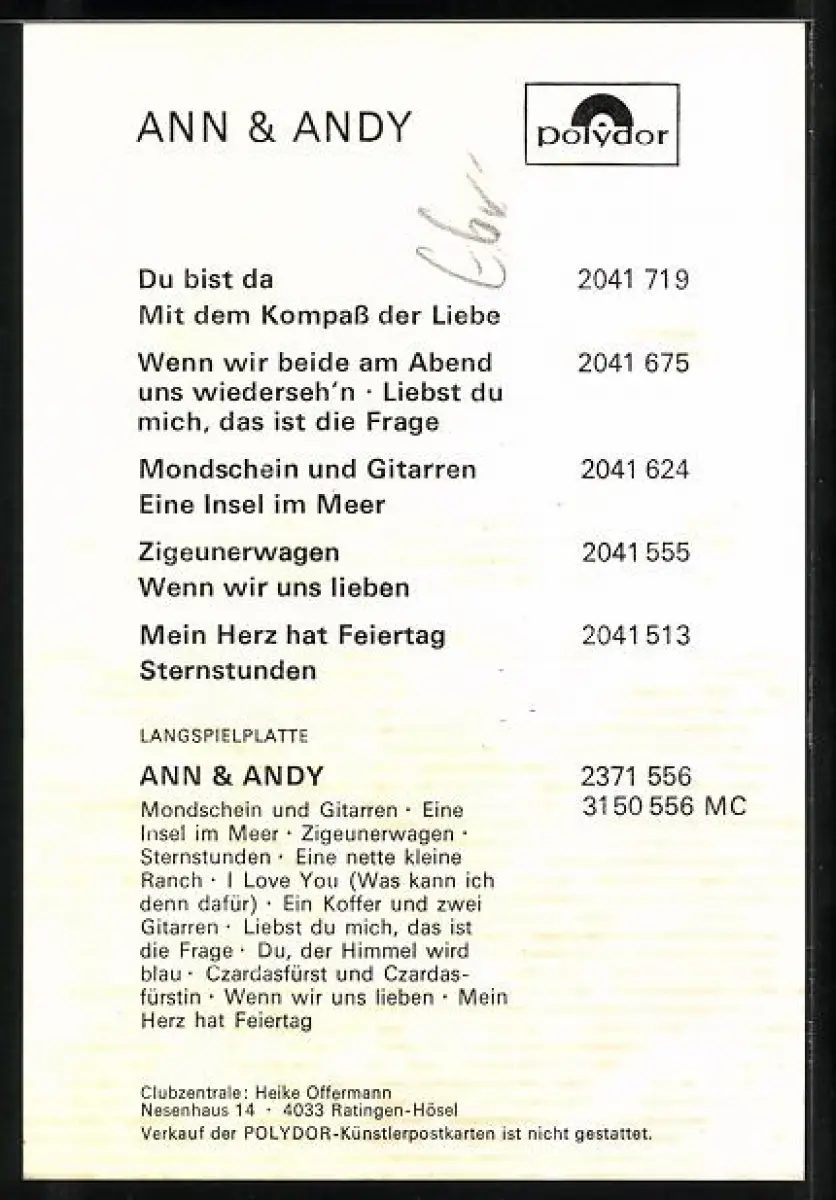 ANN & ANDY
polydor
Du bist da 2041 719
Mit dem Kompaß der Liebe
Wenn wir beide am Abend 2041 675
uns wiederseh'n · Liebst du
mich, das ist die Frage
Mondschein und Gitarren 2041 624
Eine Insel im Meer
Zigeunerwagen 2041 555
Wenn wir uns lieben
Mein Herz hat Feiertag 2041 513
Sternstunden
LANGSPIELPLATTE
ANN & ANDY 2371 556
3150 556 MC
Mondschein und Gitarren · Eine
Insel im Meer · Zigeunerwagen ·
Sternstunden · Eine nette kleine
Ranch · I Love You (Was kann ich
denn dafür) · Ein Koffer und zwei
Gitarren · Liebst du mich, das ist
die Frage · Du, der Himmel wird
blau · Czardasfürst und Czardas-
fürstin · Wenn wir uns lieben · Mein
Herz hat Feiertag
Clubzentrale: Heike Offermann
Nesenhaus 14 · 4033 Ratingen-Hösel
Verkauf der POLYDOR-Künstlerpostkarten ist nicht gestattet.